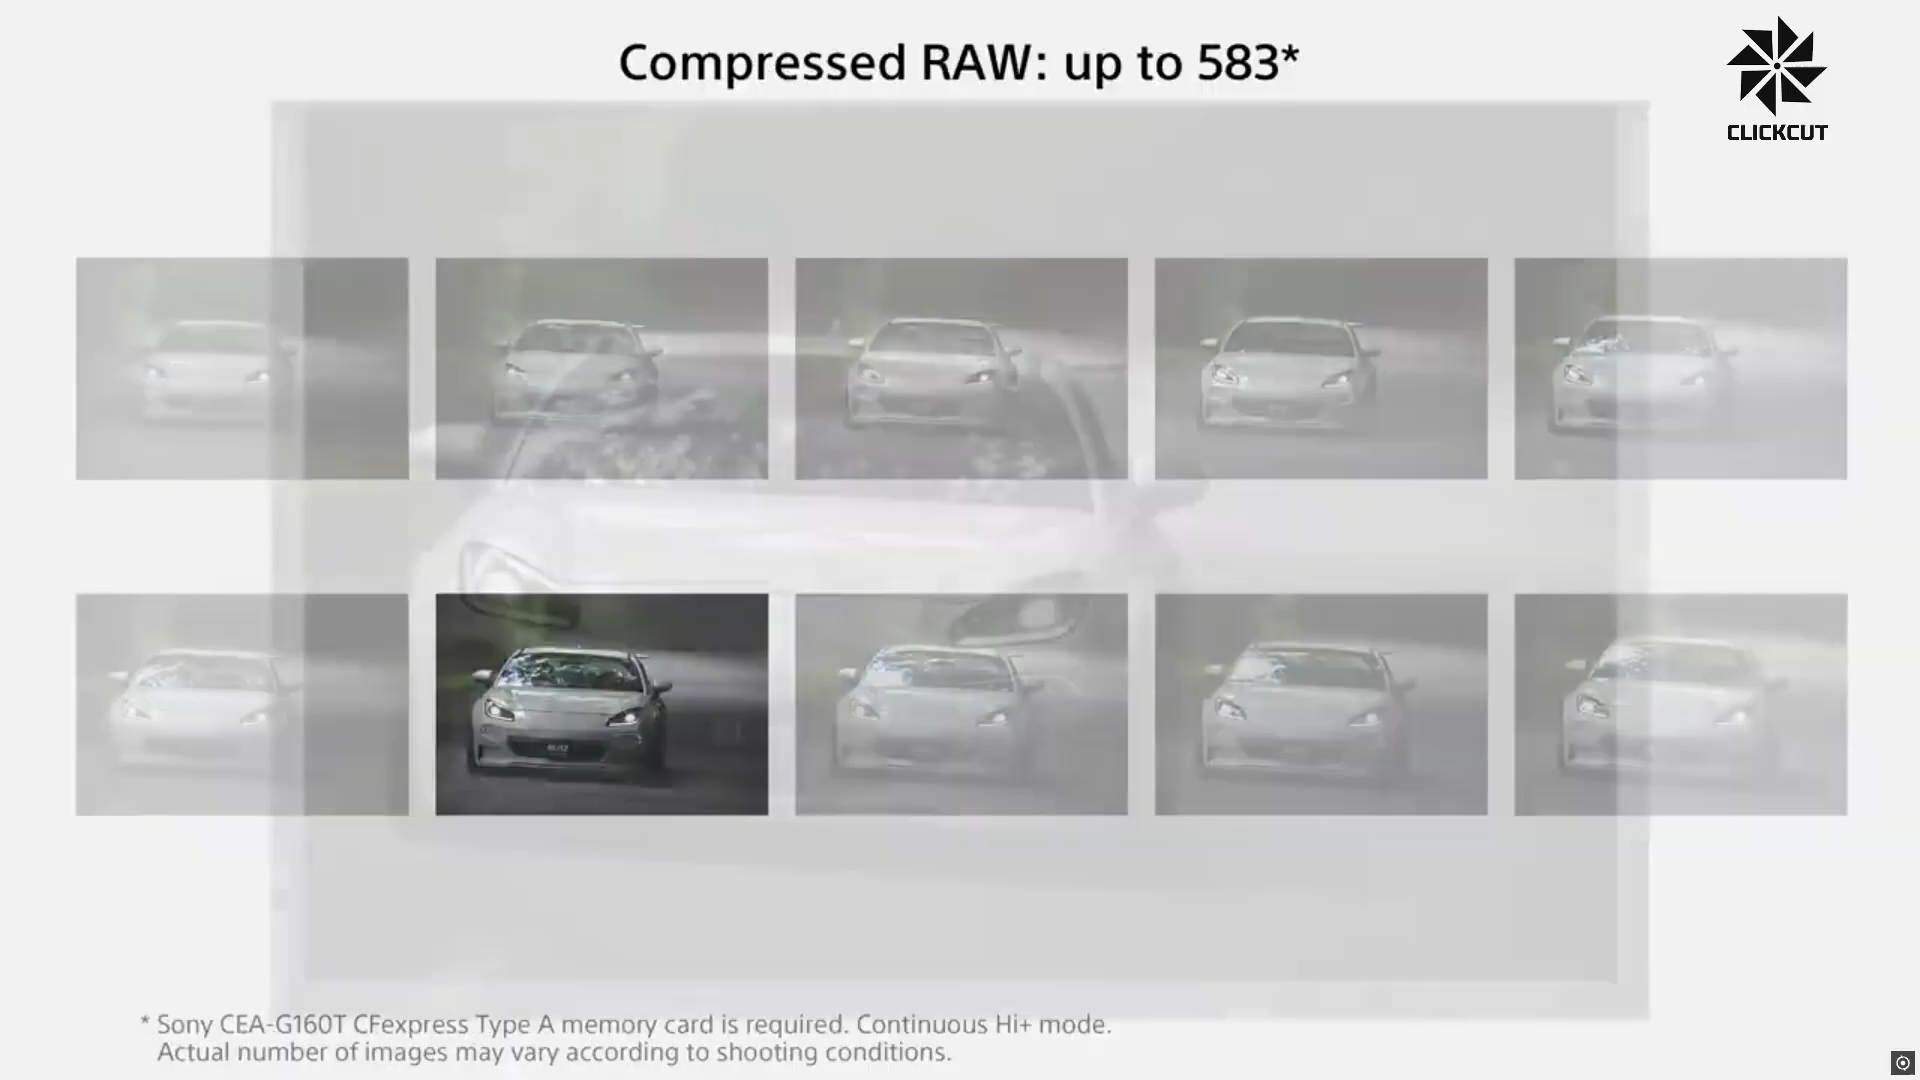 Compressed RAW: up to 583*
CLICKCUT
* Sony CEA-G160T CFexpress Type A memory card is required. Continuous Hi+ mode.
Actual number of images may vary according to shooting conditions.